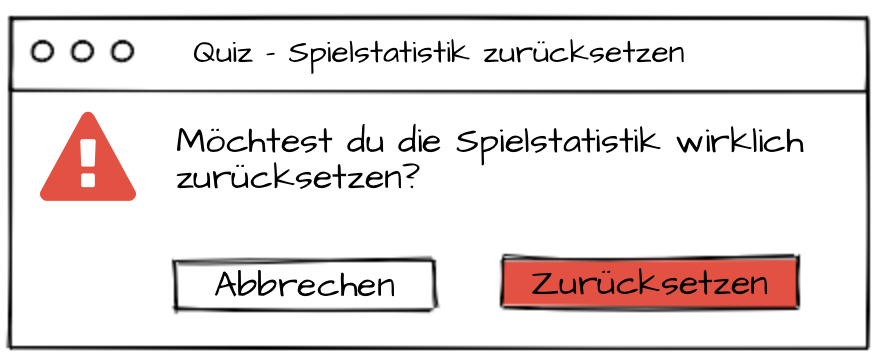 Quiz - Spielstatistik zurücksetzen
Möchtest du die Spielstatistik wirklich
zurücksetzen?
Abbrechen Zurücksetzen